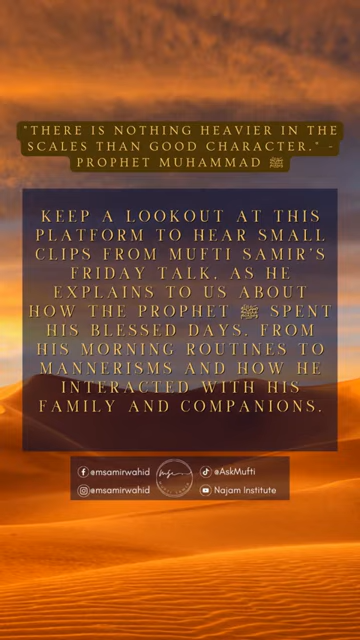 "THERE IS NOTHING HEAVIER IN THE
SCALES THAN GOOD CHARACTER." -
PROPHET MUHAMMAD ﷺ
KEEP A LOOKOUT AT THIS
PLATFORM TO HEAR SMALL
CLIPS FROM MUFTI SAMIR'S
FRIDAY TALK. AS HE
EXPLAINS TO US ABOUT
HOW THE PROPHET ﷺ SPENT
HIS BLESSED DAYS. FROM
HIS MORNING ROUTINES TO
MANNERISMS AND HOW HE
INTERACTED WITH HIS
FAMILY AND COMPANIONS.
@msamirwahid
@AskMufti
@msamirwahid
Najam Institute